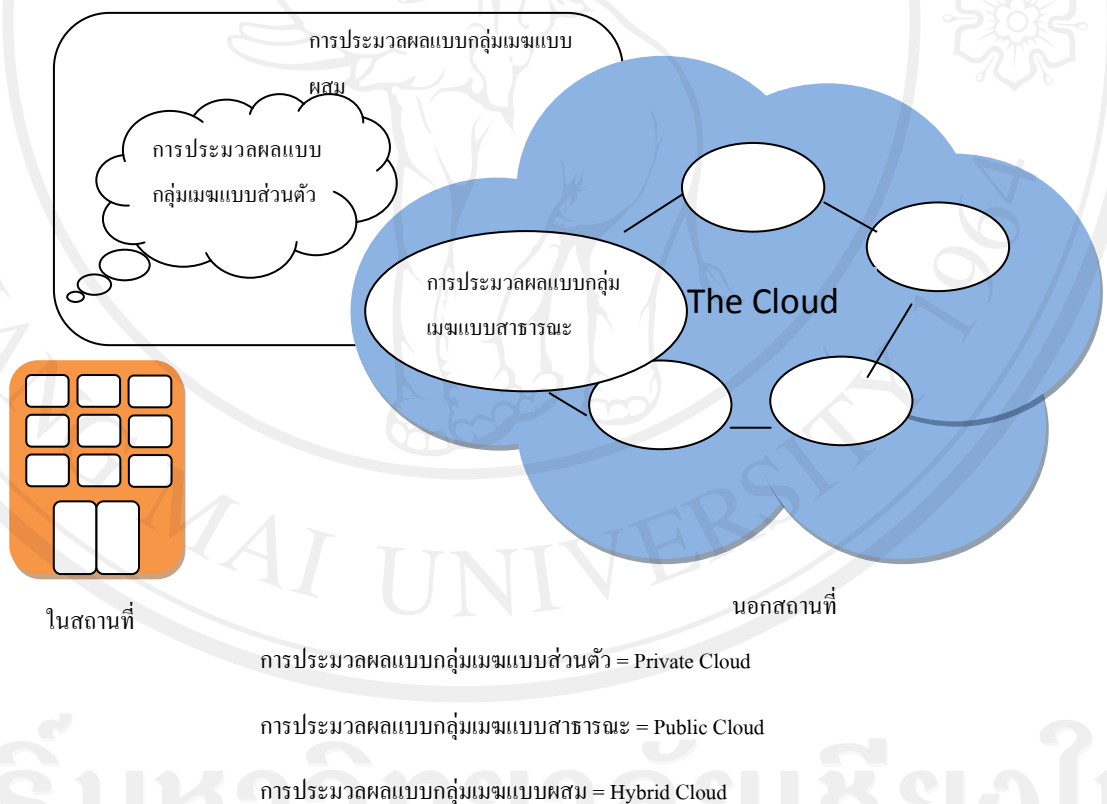 การประมวลผลแบบกลุ่มเมฆแบบ
ผสม
การประมวลผลแบบ
กลุ่มเมฆแบบส่วนตัว
การประมวลผลแบบกลุ่ม
เมฆแบบสาธารณะ
The Cloud
ในสถานที่
นอกสถานที่
การประมวลผลแบบกลุ่มเมฆแบบส่วนตัว = Private Cloud
การประมวลผลแบบกลุ่มเมฆแบบสาธารณะ = Public Cloud
การประมวลผลแบบกลุ่มเมฆแบบผสม = Hybrid Cloud
MAI UNIVERSITY 1964